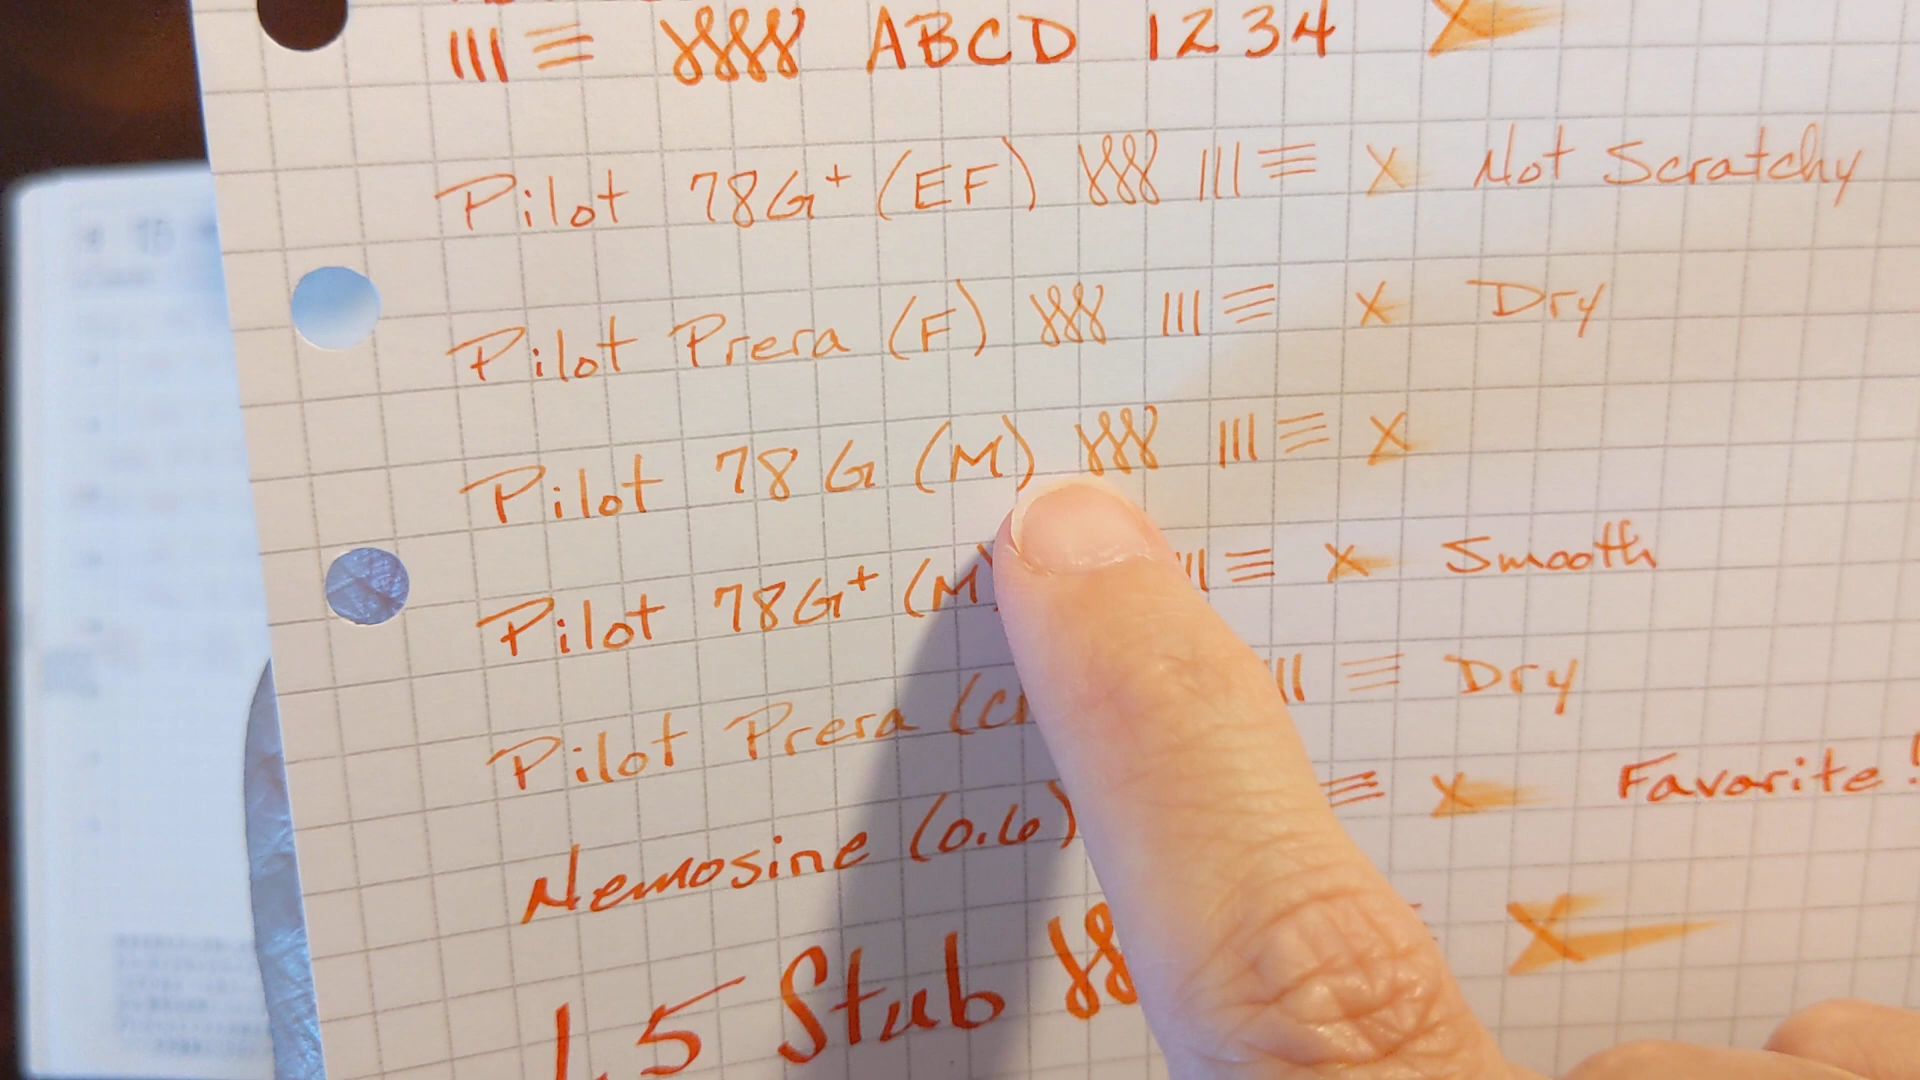 ABCD 1234 X
Pilot 78G+ (EF) X Not Scratchy
Pilot Prera (F) X Dry
Pilot 78G (M) X
Pilot 78G+ (M) X Smooth
Pilot Prera Dry
Nemosine (0.6) X Favorite!
1.5 Stub X